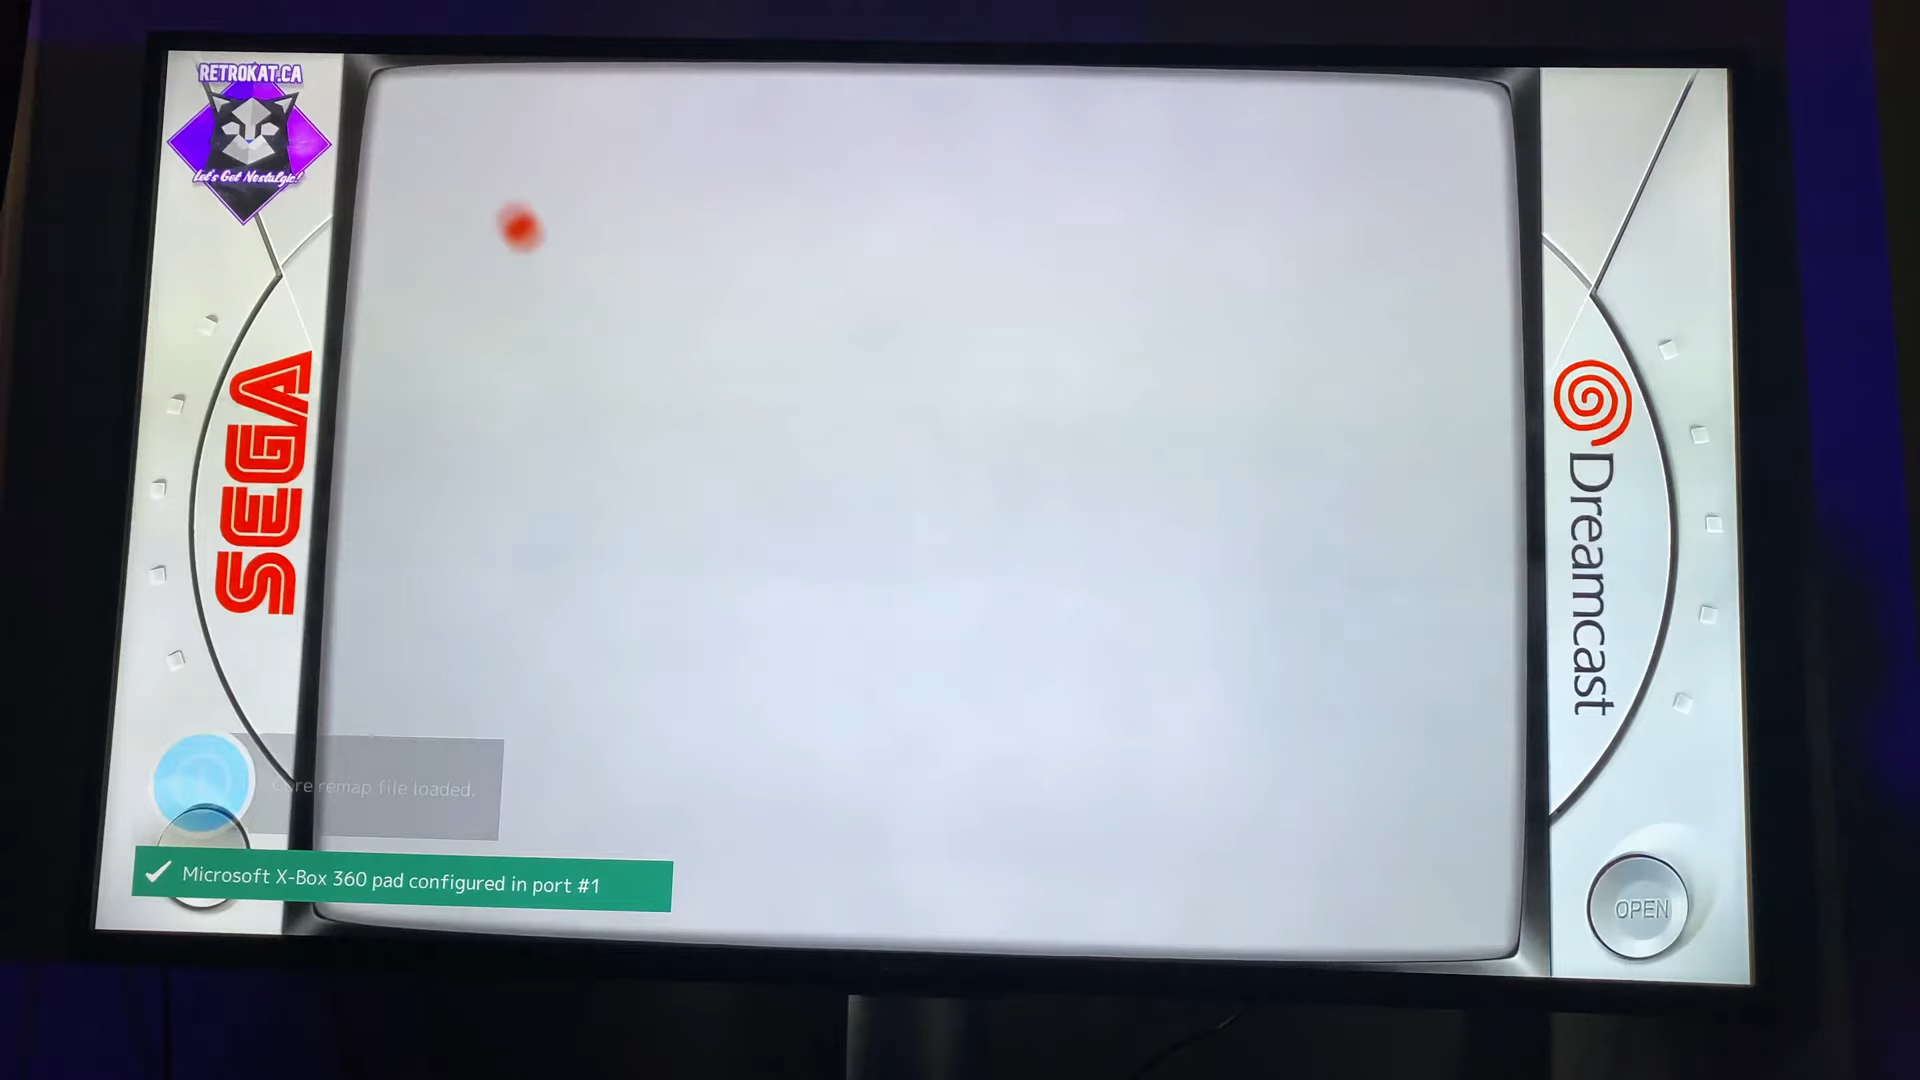 RETROKAT.CA
Let's Get Nostalgic!
SEGA
Dreamcast
Core remap file loaded.
Microsoft X-Box 360 pad configured in port #1
OPEN